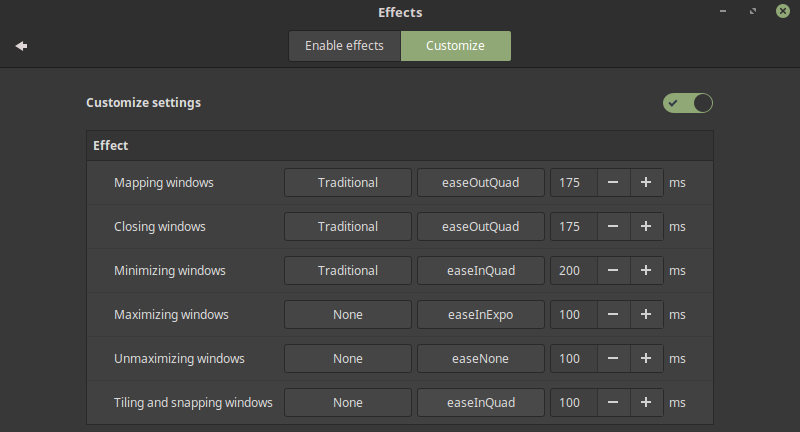 Effects
Enable effects Customize
Customize settings
Effect
Mapping windows Traditional easeOutQuad 175 ms
Closing windows Traditional easeOutQuad 175 ms
Minimizing windows Traditional easeInQuad 200 ms
Maximizing windows None easeInExpo 100 ms
Unmaximizing windows None easeNone 100 ms
Tiling and snapping windows None easeInQuad 100 ms